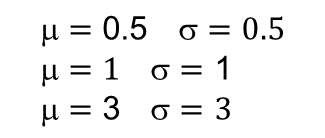 μ = 0.5 σ = 0.5
μ = 1 σ = 1
μ = 3 σ = 3